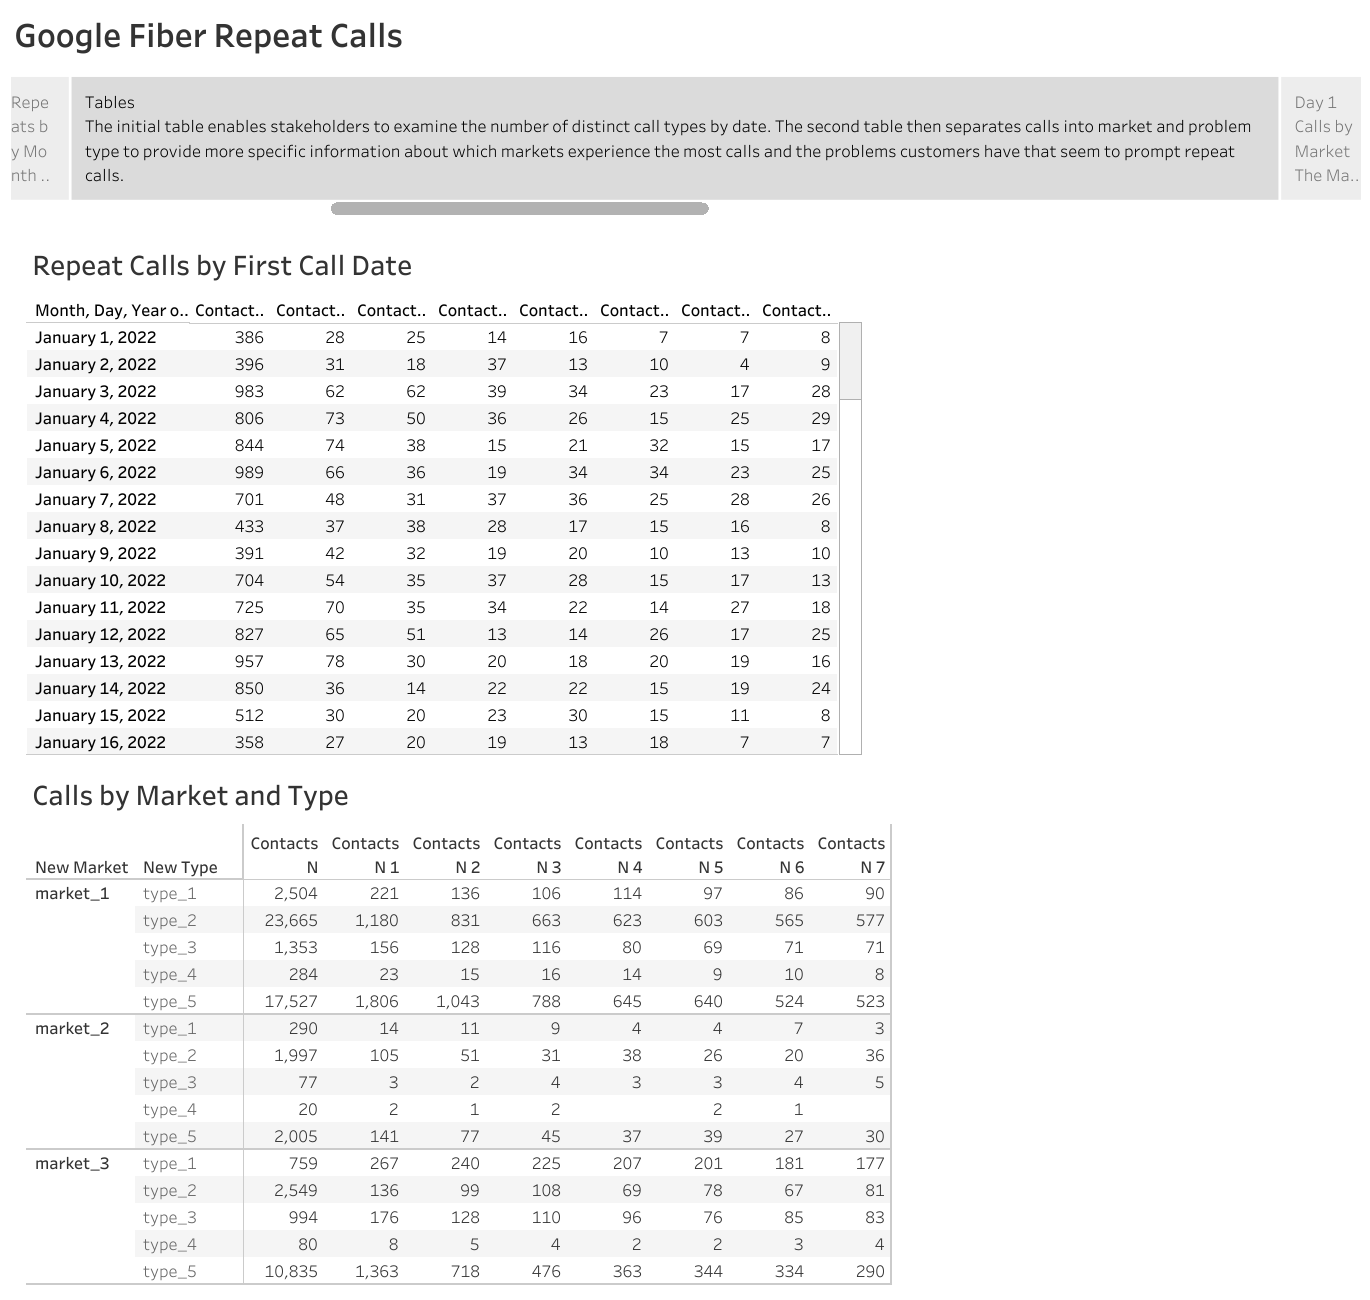 Google Fiber Repeat Calls
Repe
ats b
y Mo
nth ..
Tables
The initial table enables stakeholders to examine the number of distinct call types by date. The second table then separates calls into market and problem
type to provide more specific information about which markets experience the most calls and the problems customers have that seem to prompt repeat
calls.
Day 1
Calls by
Market
The Ma..
Repeat Calls by First Call Date
Month, Day, Year o.. Contact.. Contact.. Contact.. Contact.. Contact.. Contact.. Contact.. Contact..
January 1, 2022 386 28 25 14 16 7 7 8
January 2, 2022 396 31 18 37 13 10 4 9
January 3, 2022 983 62 62 39 34 23 17 28
January 4, 2022 806 73 50 36 26 15 25 29
January 5, 2022 844 74 38 15 21 32 15 17
January 6, 2022 989 66 36 19 34 34 23 25
January 7, 2022 701 48 31 37 36 25 28 26
January 8, 2022 433 37 38 28 17 15 16 8
January 9, 2022 391 42 32 19 20 10 13 10
January 10, 2022 704 54 35 37 28 15 17 13
January 11, 2022 725 70 35 34 22 14 27 18
January 12, 2022 827 65 51 13 14 26 17 25
January 13, 2022 957 78 30 20 18 20 19 16
January 14, 2022 850 36 14 22 22 15 19 24
January 15, 2022 512 30 20 23 30 15 11 8
January 16, 2022 358 27 20 19 13 18 7 7
Calls by Market and Type
Contacts Contacts Contacts Contacts Contacts Contacts Contacts Contacts
New Market New Type N N 1 N 2 N 3 N 4 N 5 N 6 N 7
market_1 type_1 2,504 221 136 106 114 97 86 90
type_2 23,665 1,180 831 663 623 603 565 577
type_3 1,353 156 128 116 80 69 71 71
type_4 284 23 15 16 14 9 10 8
type_5 17,527 1,806 1,043 788 645 640 524 523
market_2 type_1 290 14 11 9 4 4 7 3
type_2 1,997 105 51 31 38 26 20 36
type_3 77 3 2 4 3 3 4 5
type_4 20 2 1 2 2 1
type_5 2,005 141 77 45 37 39 27 30
market_3 type_1 759 267 240 225 207 201 181 177
type_2 2,549 136 99 108 69 78 67 81
type_3 994 176 128 110 96 76 85 83
type_4 80 8 5 4 2 2 3 4
type_5 10,835 1,363 718 476 363 344 334 290